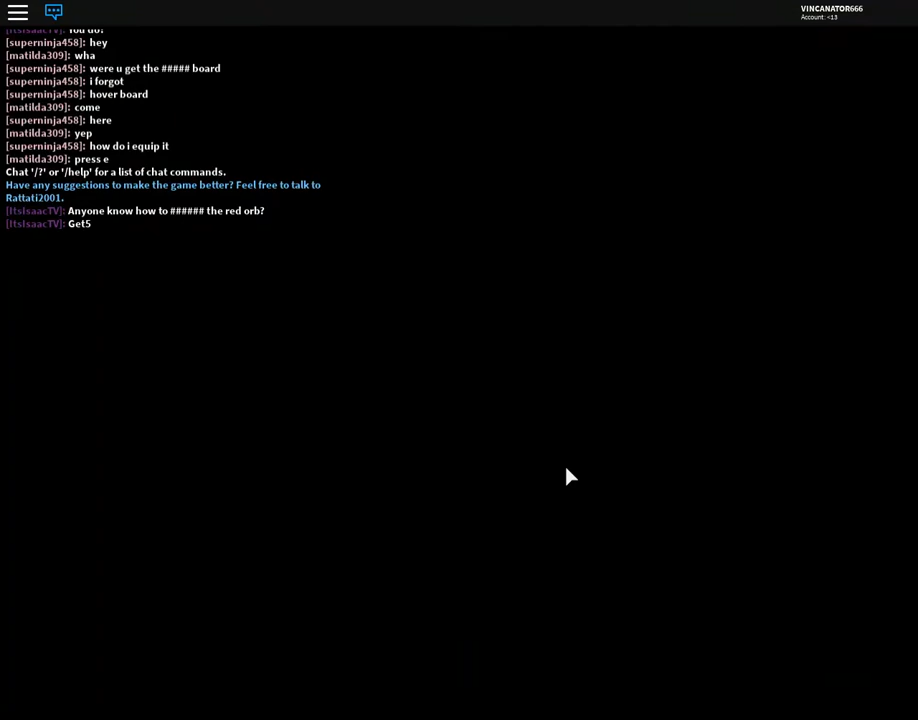 VINCANATOR666
Account: <13
[ItsIsaacTV]: You do?
[superninja458]: hey
[matilda309]: wha
[superninja458]: were u get the ##### board
[superninja458]: i forgot
[superninja458]: hover board
[matilda309]: come
[superninja458]: here
[matilda309]: yep
[superninja458]: how do i equip it
[matilda309]: press e
Chat '/?' or '/help' for a list of chat commands.
Have any suggestions to make the game better? Feel free to talk to
Rattati2001.
[ItsIsaacTV]: Anyone know how to ###### the red orb?
[ItsIsaacTV]: Get5